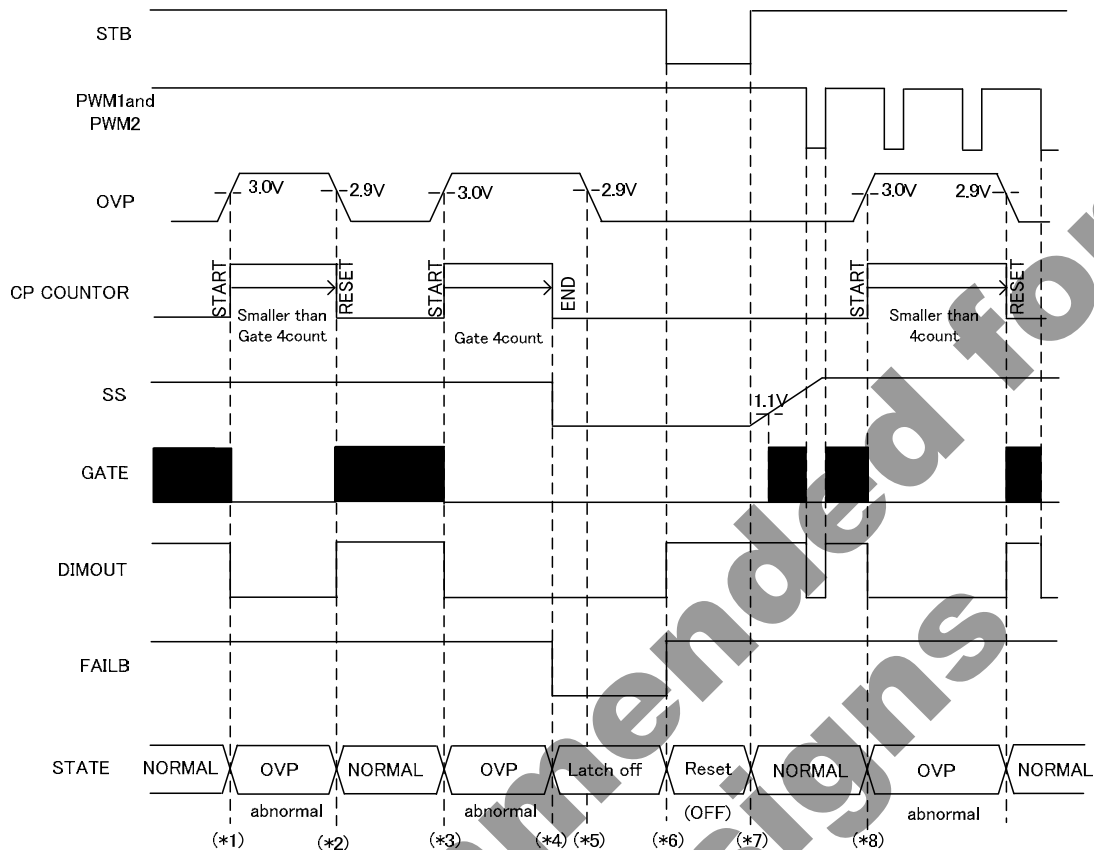 STB
PWM1and
PWM2
OVP
3.0V
2.9V
3.0V
2.9V
3.0V
2.9V
CP COUNTOR
START
RESET
START
END
START
RESET
Smaller than
Gate 4count
Gate 4count
Smaller than
4count
SS
1.1V
GATE
DIMOUT
FAILB
STATE
NORMAL
OVP
NORMAL
OVP
Latch off
Reset
NORMAL
OVP
NORMAL
abnormal
abnormal
(OFF)
abnormal
(*1)
(*2)
(*3)
(*4)
(*5)
(*6)
(*7)
(*8)
mended for
signs